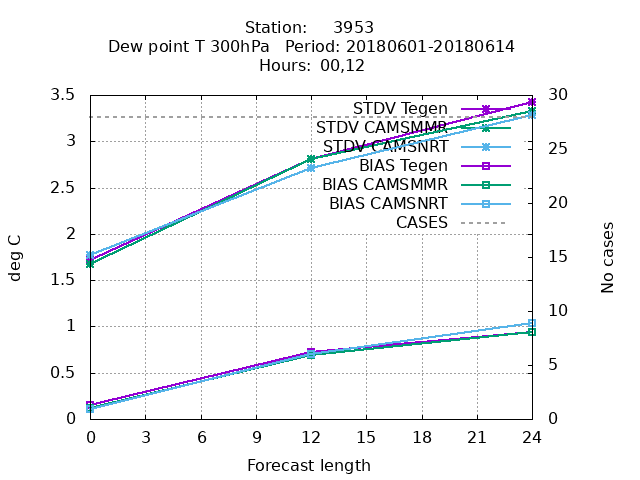 Station: 3953
Dew point T 300hPa Period: 20180601-20180614
Hours: 00,12
3.5
3
2.5
2
1.5
1
0.5
0
deg C
30
25
20
15
10
5
0
No cases
STDV Tegen
STDV CAMSMMR
STDV CAMSNRT
BIAS Tegen
BIAS CAMSMMR
BIAS CAMSNRT
CASES
0 3 6 9 12 15 18 21 24
Forecast length